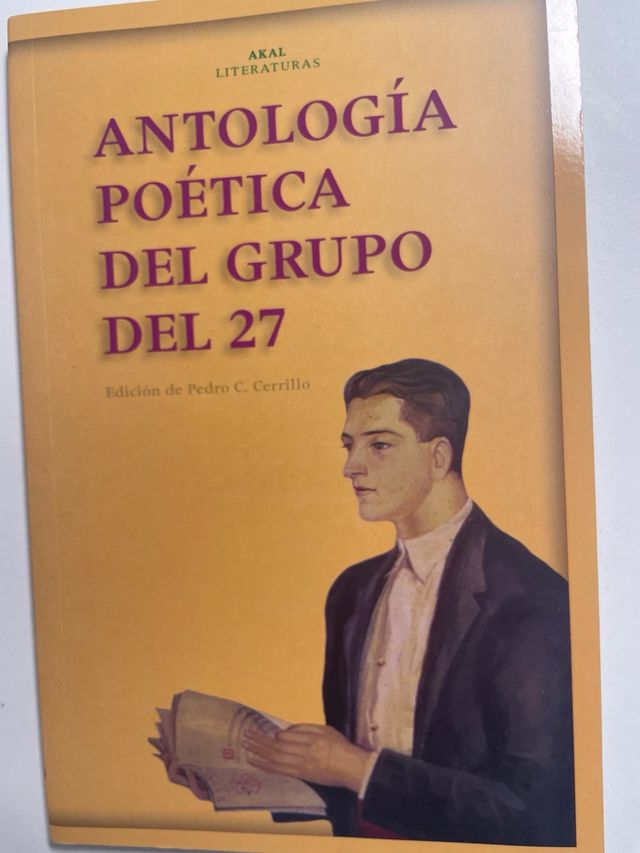 AKAL
LITERATURAS
ANTOLOGÍA
POÉTICA
DEL GRUPO
DEL 27
Edición de Pedro C. Cerrillo